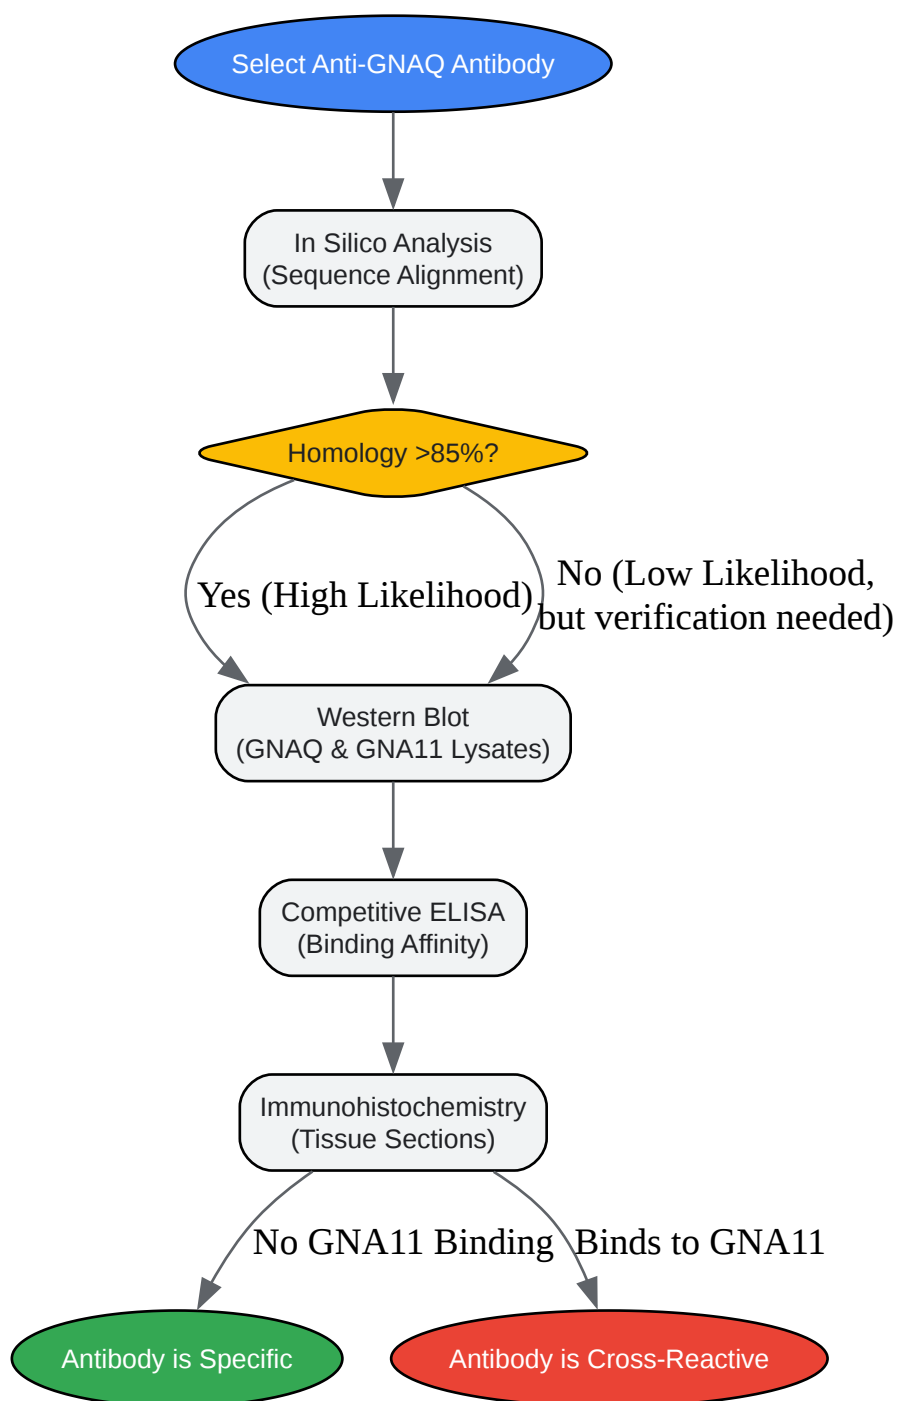 Select Anti-GNAQ Antibody
In Silico Analysis
(Sequence Alignment)
Homology >85%?
Yes (High Likelihood)
No (Low Likelihood,
but verification needed)
Western Blot
(GNAQ & GNA11 Lysates)
Competitive ELISA
(Binding Affinity)
Immunohistochemistry
(Tissue Sections)
No GNA11 Binding
Binds to GNA11
Antibody is Specific
Antibody is Cross-Reactive